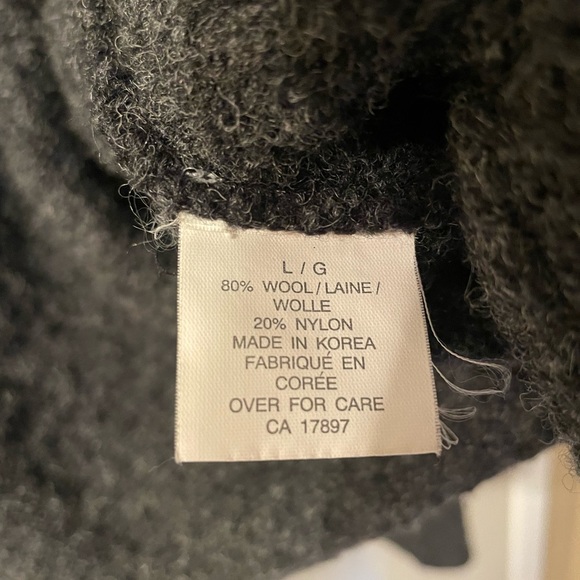 L / G
80% WOOL/LAINE/
WOLLE
20% NYLON
MADE IN KOREA
FABRIQUÉ EN
CORÉE
OVER FOR CARE
CA 17897